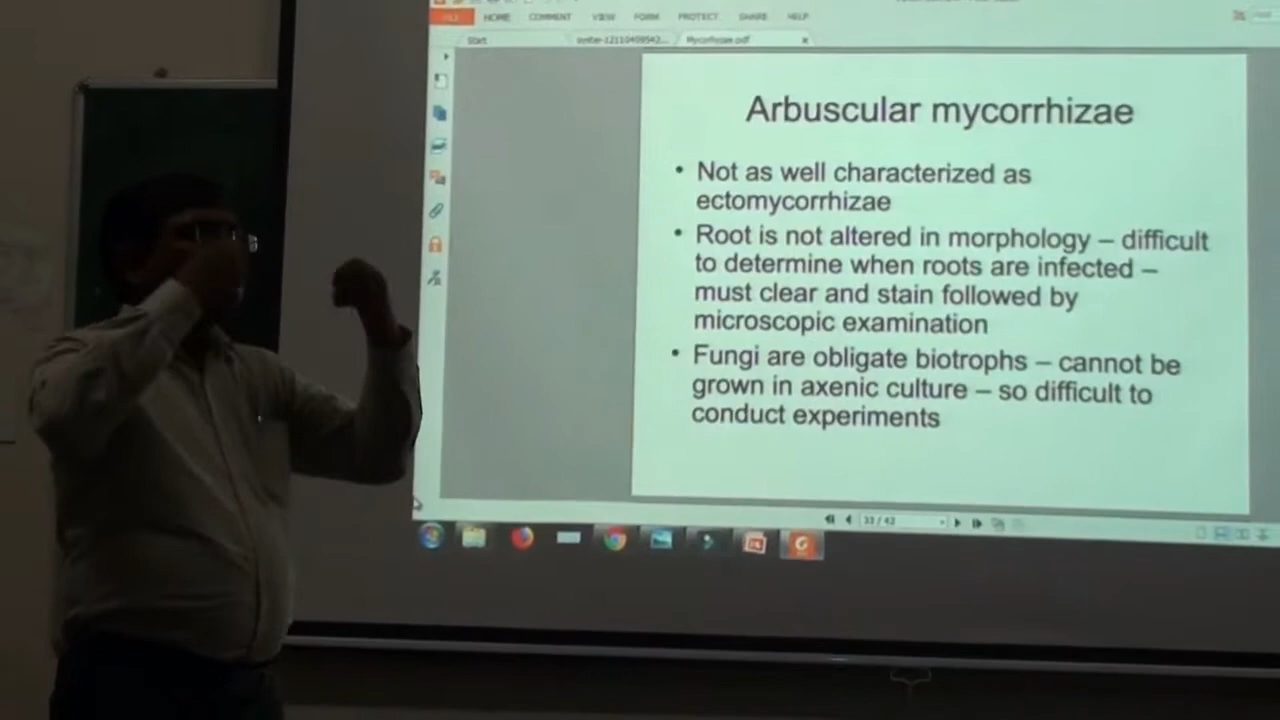 FILE HOME COMMENT VIEW FORM PROTECT SHARE HELP
Start
Mycorrhizae.pdf
Arbuscular mycorrhizae
• Not as well characterized as
ectomycorrhizae
• Root is not altered in morphology – difficult
to determine when roots are infected –
must clear and stain followed by
microscopic examination
• Fungi are obligate biotrophs – cannot be
grown in axenic culture – so difficult to
conduct experiments
33 / 42